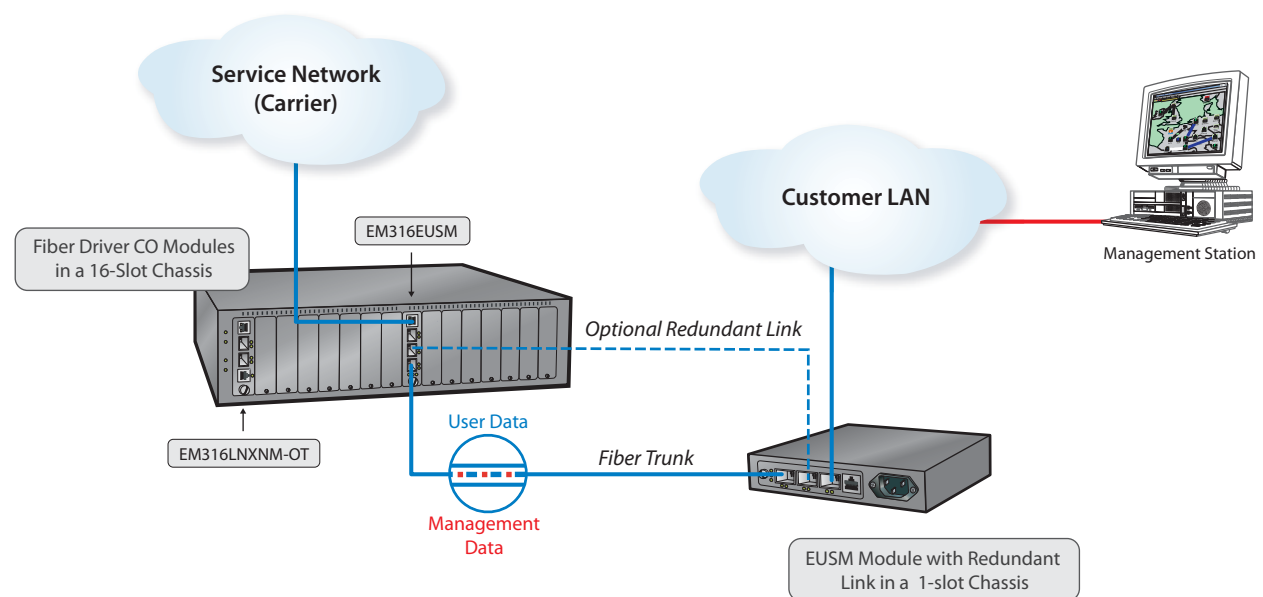 Service Network
(Carrier)
Customer LAN
Management Station
Fiber Driver CO Modules
in a 16-Slot Chassis
EM316EUSM
Optional Redundant Link
EM316LNXNM-OT
User Data
Fiber Trunk
Management
Data
EUSM Module with Redundant
Link in a 1-slot Chassis